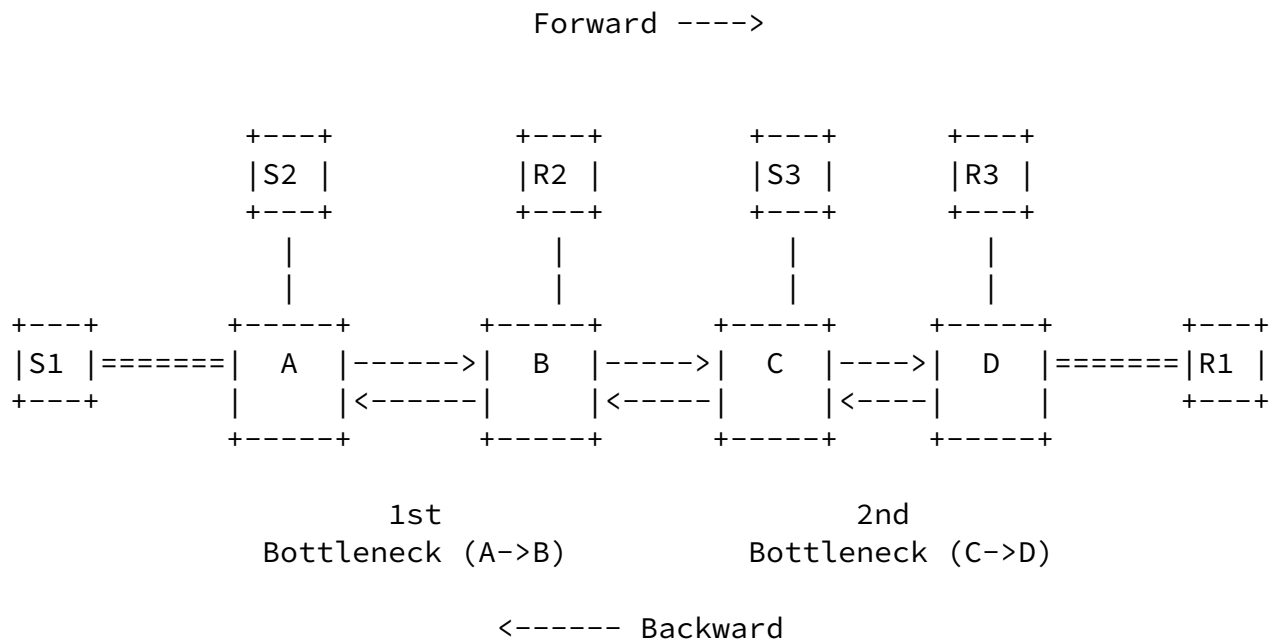 Forward ---->
+---+ +---+ +---+ +---+
|S2 | |R2 | |S3 | |R3 |
+---+ +---+ +---+ +---+
| | | |
| | | |
+---+ +-----+ +-----+ +-----+ +-----+ +---+
|S1 |=======| A |------>| B |----->| C |---->| D |=======|R1 |
+---+ | |<------| |<-----| |<----| | +---+
+-----+ +-----+ +-----+ +-----+
1st 2nd
Bottleneck (A->B) Bottleneck (C->D)
<------ Backward